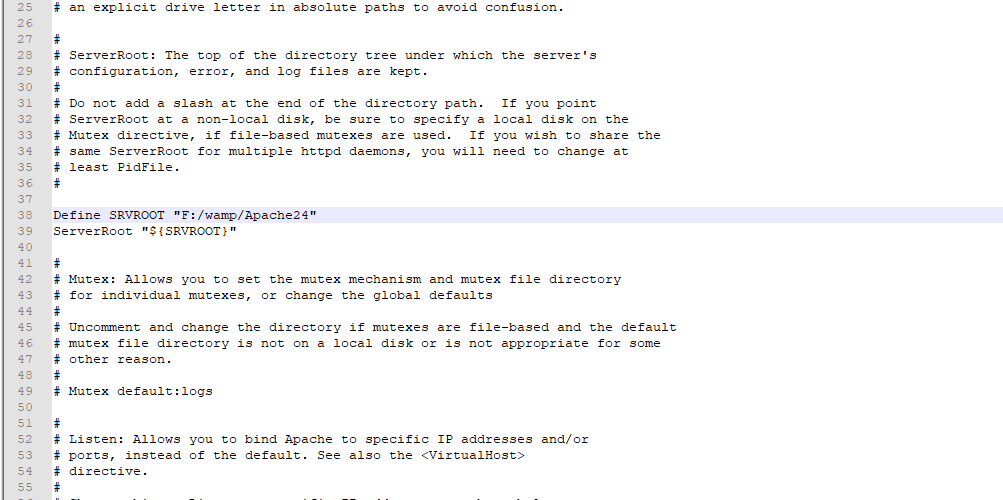 25 # an explicit drive letter in absolute paths to avoid confusion.
26
27 #
28 # ServerRoot: The top of the directory tree under which the server's
29 # configuration, error, and log files are kept.
30 #
31 # Do not add a slash at the end of the directory path.  If you point
32 # ServerRoot at a non-local disk, be sure to specify a local disk on the
33 # Mutex directive, if file-based mutexes are used.  If you wish to share the
34 # same ServerRoot for multiple httpd daemons, you will need to change at
35 # least PidFile.
36 #
37
38 Define SRVROOT "F:/wamp/Apache24"
39 ServerRoot "${SRVROOT}"
40
41 #
42 # Mutex: Allows you to set the mutex mechanism and mutex file directory
43 # for individual mutexes, or change the global defaults
44 #
45 # Uncomment and change the directory if mutexes are file-based and the default
46 # mutex file directory is not on a local disk or is not appropriate for some
47 # other reason.
48 #
49 # Mutex default:logs
50
51 #
52 # Listen: Allows you to bind Apache to specific IP addresses and/or
53 # ports, instead of the default. See also the <VirtualHost>
54 # directive.
55 #